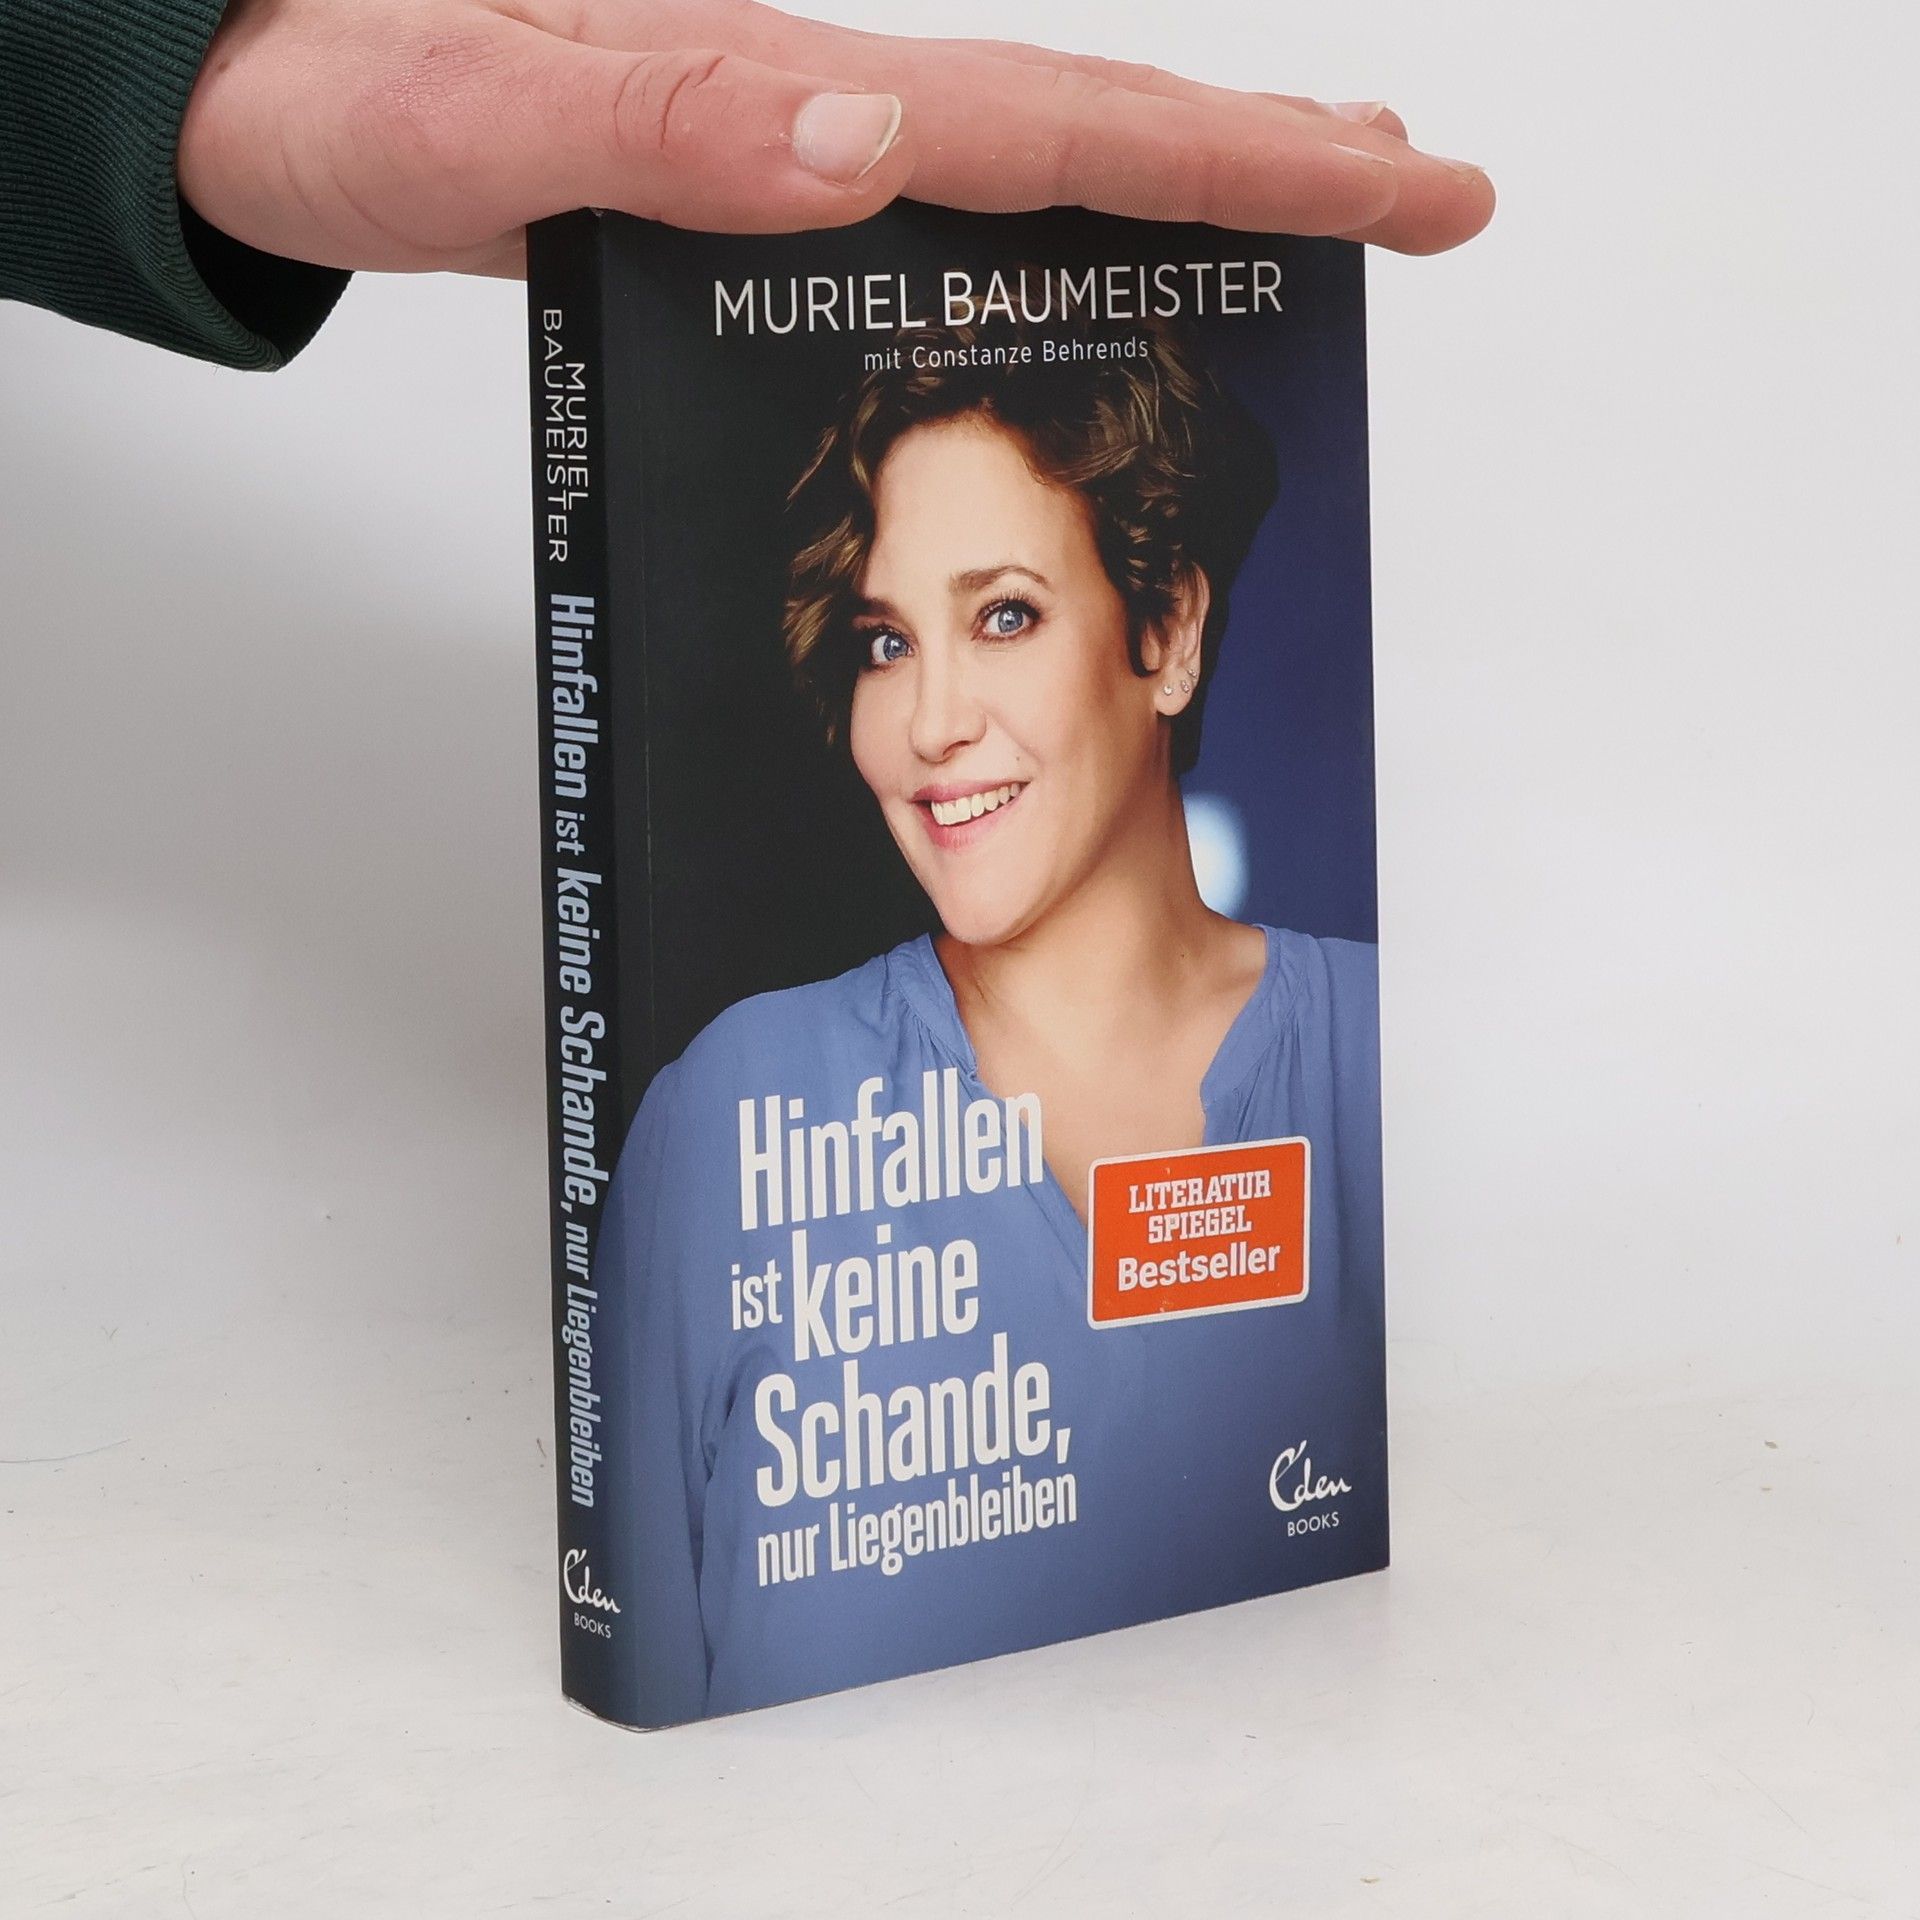 MURIEL BAUMEISTER
mit Constanze Behrends
Hinfallen
ist keine
Schande,
nur Liegenbleiben
LITERATUR
SPIEGEL
Bestseller
Eden
BOOKS
MURIEL
BAUMEISTER
Hinfallen ist keine Schande, nur Liegenbleiben
Eden
BOOKS